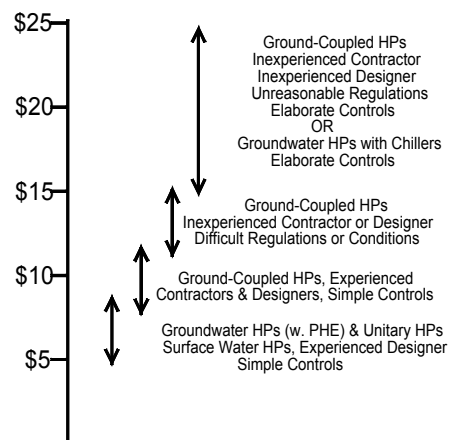 $25
Ground-Coupled HPs
Inexperienced Contractor
Inexperienced Designer
Unreasonable Regulations
$20
Elaborate Controls
OR
Groundwater HPs with Chillers
Elaborate Controls
$15
Ground-Coupled HPs
Inexperienced Contractor or Designer
Difficult Regulations or Conditions
$10
Ground-Coupled HPs, Experienced
Contractors & Designers, Simple Controls
Groundwater HPs (w. PHE) & Unitary HPs
Surface Water HPs, Experienced Designer
$5
Simple Controls